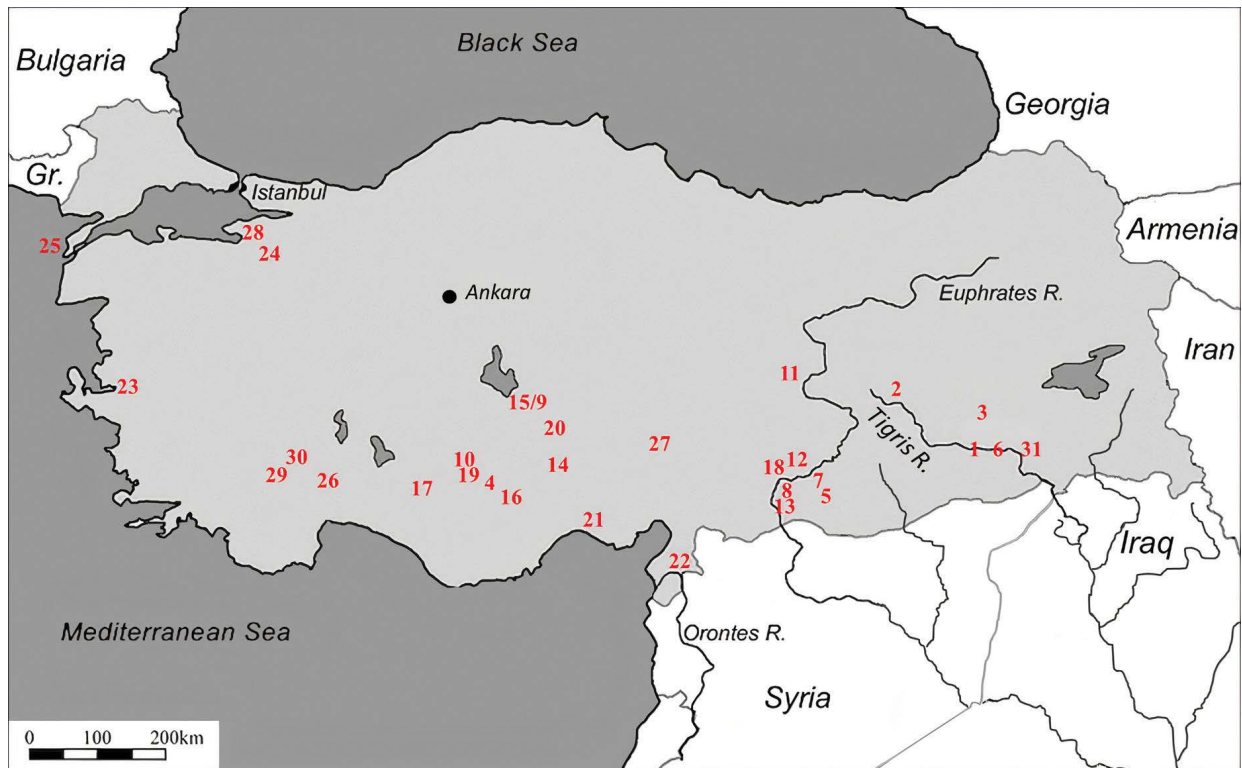 Black Sea
Bulgaria
Georgia
Gr.
Istanbul
Armenia
28
25
24
Ankara
Euphrates R.
Iran
11
23
2
15/9
3
20
Tigris R.
27
1
6
31
30
10
14
18
12
29
26
19
4
7
17
16
8
5
13
21
Iraq
22
Mediterranean Sea
Orontes R.
Syria
0
100
200km